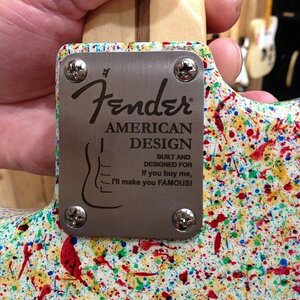 Fender
AMERICAN
DESIGN
BUILT AND
DESIGNED FOR
If you buy me,
I'll make you FAMOUS!